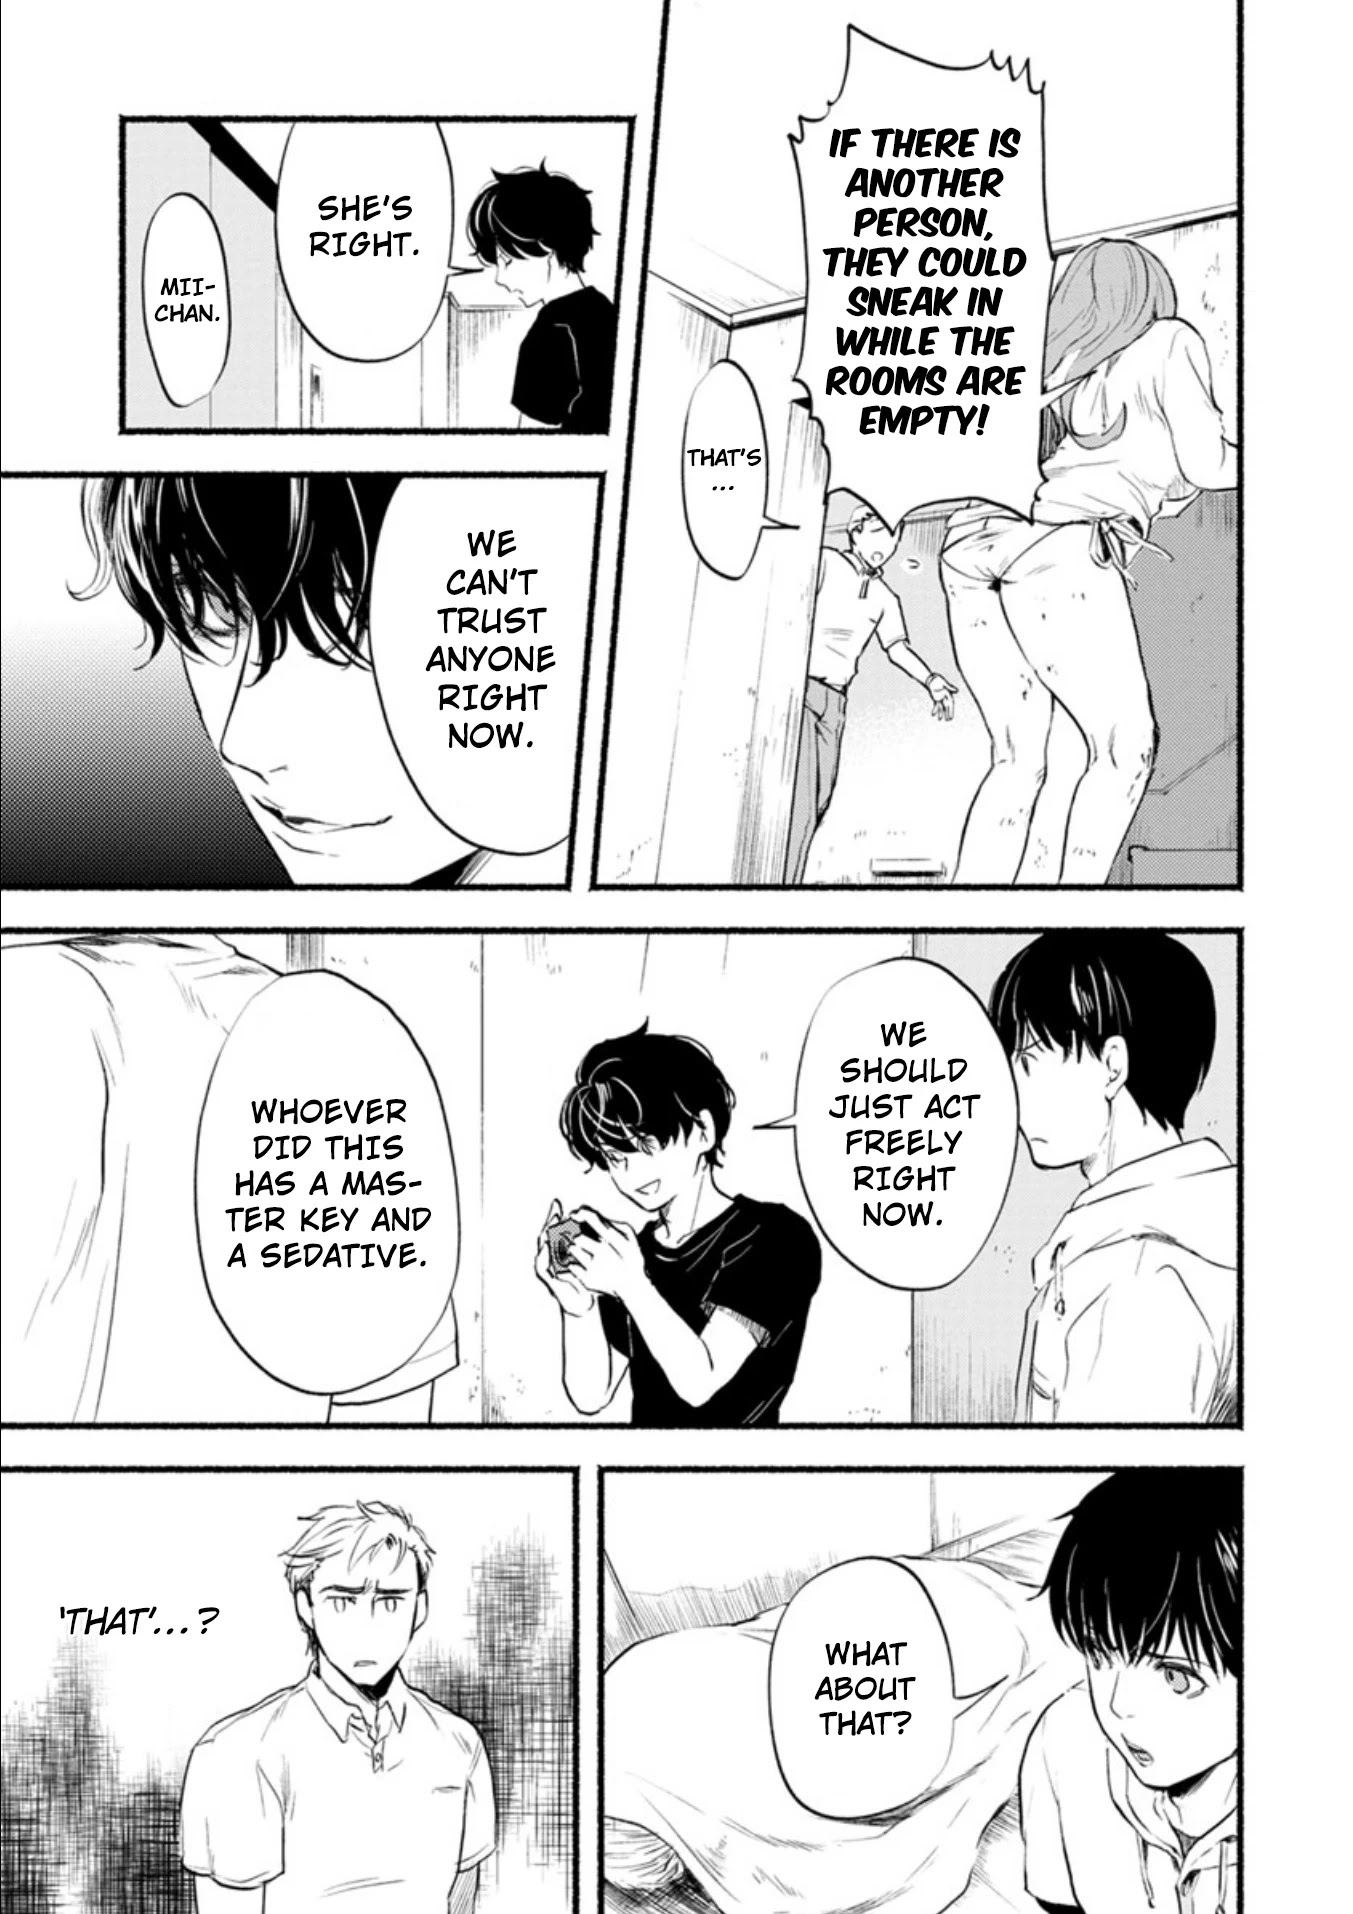 IF THERE IS
ANOTHER
PERSON,
THEY COULD
SNEAK IN
WHILE THE
ROOMS ARE
EMPTY!
THAT'S
...
SHE'S
RIGHT.
MII-
CHAN.
WE
CAN'T
TRUST
ANYONE
RIGHT
NOW.
WE
SHOULD
JUST ACT
FREELY
RIGHT
NOW.
WHOEVER
DID THIS
HAS A MAS-
TER KEY AND
A SEDATIVE.
WHAT
ABOUT
THAT?
'THAT'...?